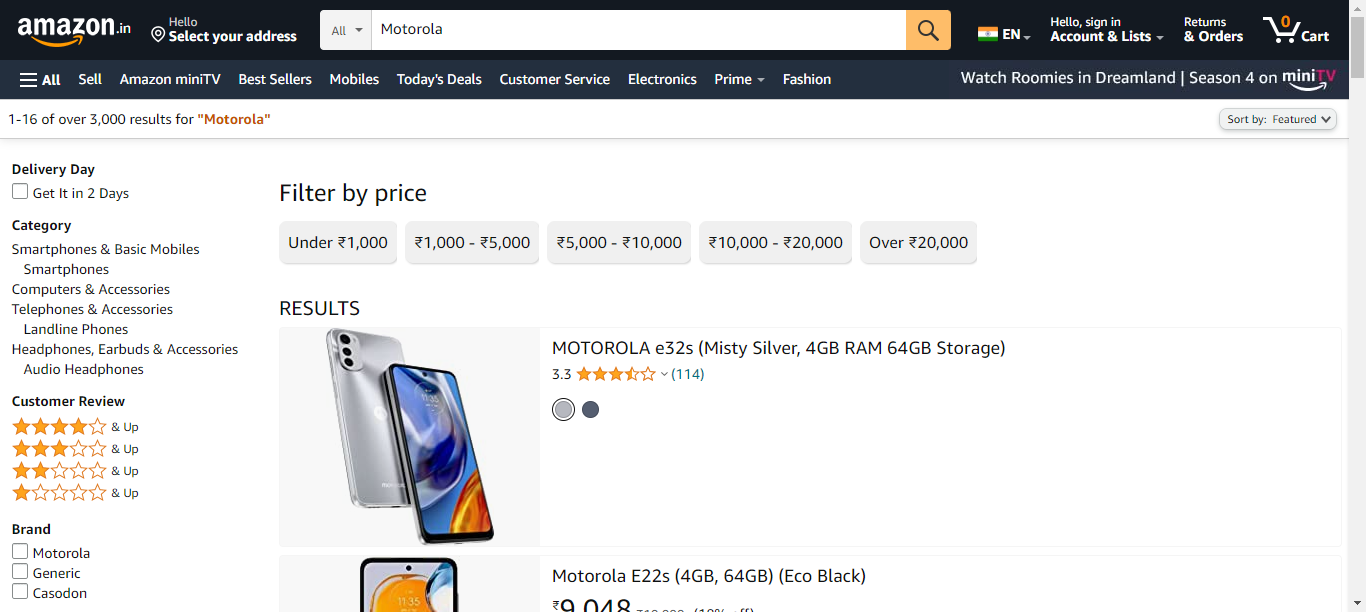 amazon.in
Hello
Select your address
All
Motorola
EN
Hello, sign in
Account & Lists
Returns
& Orders
0
Cart
All
Sell
Amazon miniTV
Best Sellers
Mobiles
Today's Deals
Customer Service
Electronics
Prime
Fashion
Watch Roomies in Dreamland | Season 4 on miniTV
1-16 of over 3,000 results for "Motorola"
Sort by: Featured
Delivery Day
Get It in 2 Days
Category
Smartphones & Basic Mobiles
Smartphones
Computers & Accessories
Telephones & Accessories
Landline Phones
Headphones, Earbuds & Accessories
Audio Headphones
Customer Review
& Up
& Up
& Up
& Up
Brand
Motorola
Generic
Casodon
Filter by price
Under ₹1,000
₹1,000 - ₹5,000
₹5,000 - ₹10,000
₹10,000 - ₹20,000
Over ₹20,000
RESULTS
11:35
MOTOROLA e32s (Misty Silver, 4GB RAM 64GB Storage)
3.3
(114)
11:35
Motorola E22s (4GB, 64GB) (Eco Black)
₹9,048